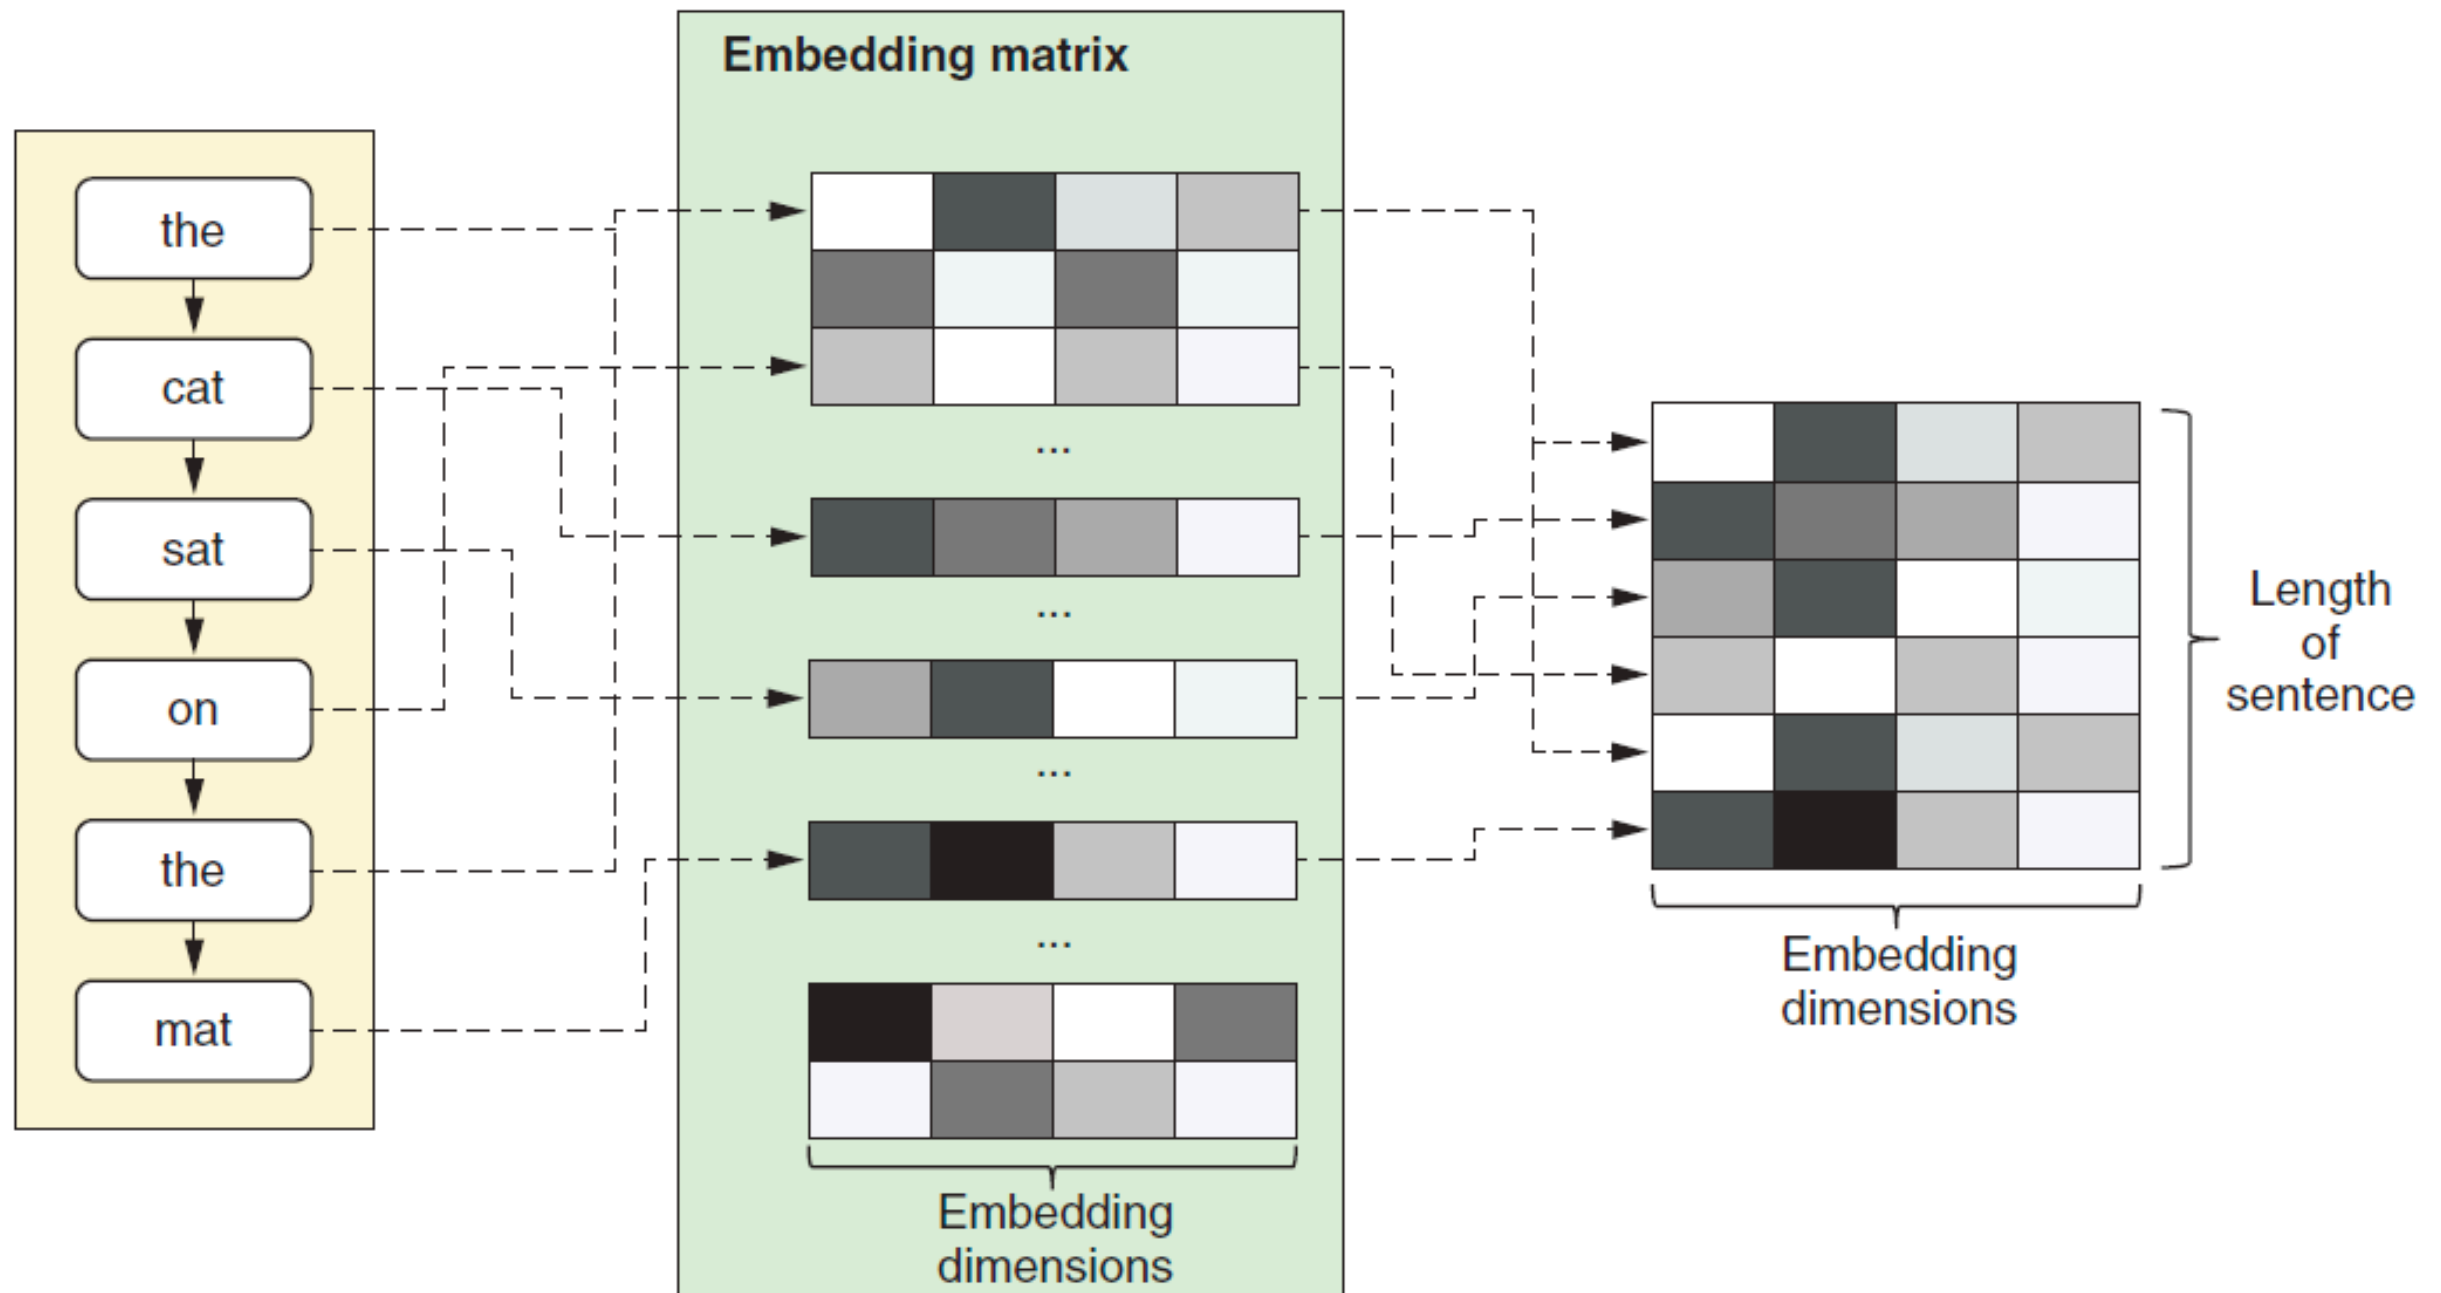 Embedding matrix
the
cat
sat
on
the
mat
...
...
...
...
Embedding
dimensions
Embedding
dimensions
Length
of
sentence